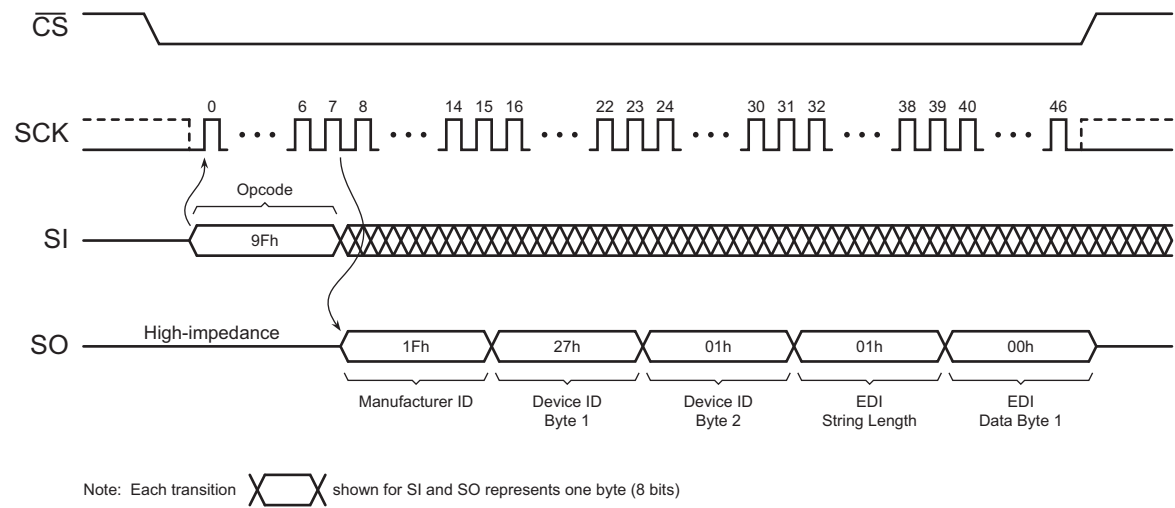 CS
SCK
0 6 7 8 14 15 16 22 23 24 30 31 32 38 39 40 46
Opcode
SI
9Fh
High-impedance
SO
1Fh 27h 01h 01h 00h
Manufacturer ID
Device ID
Byte 1
Device ID
Byte 2
EDI
String Length
EDI
Data Byte 1
Note: Each transition shown for SI and SO represents one byte (8 bits)